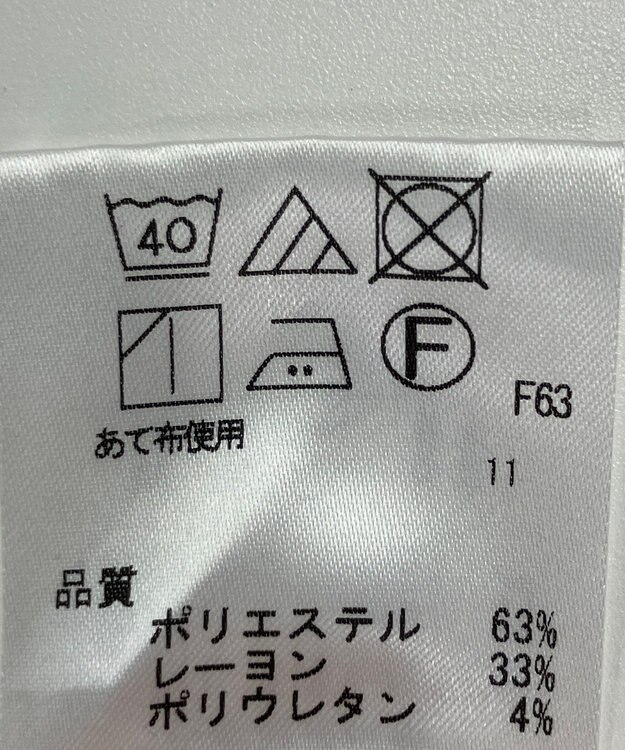 40
F
F63
あて布使用
11
品質
ポリエステル 63%
レーヨン 33%
ポリウレタン 4%